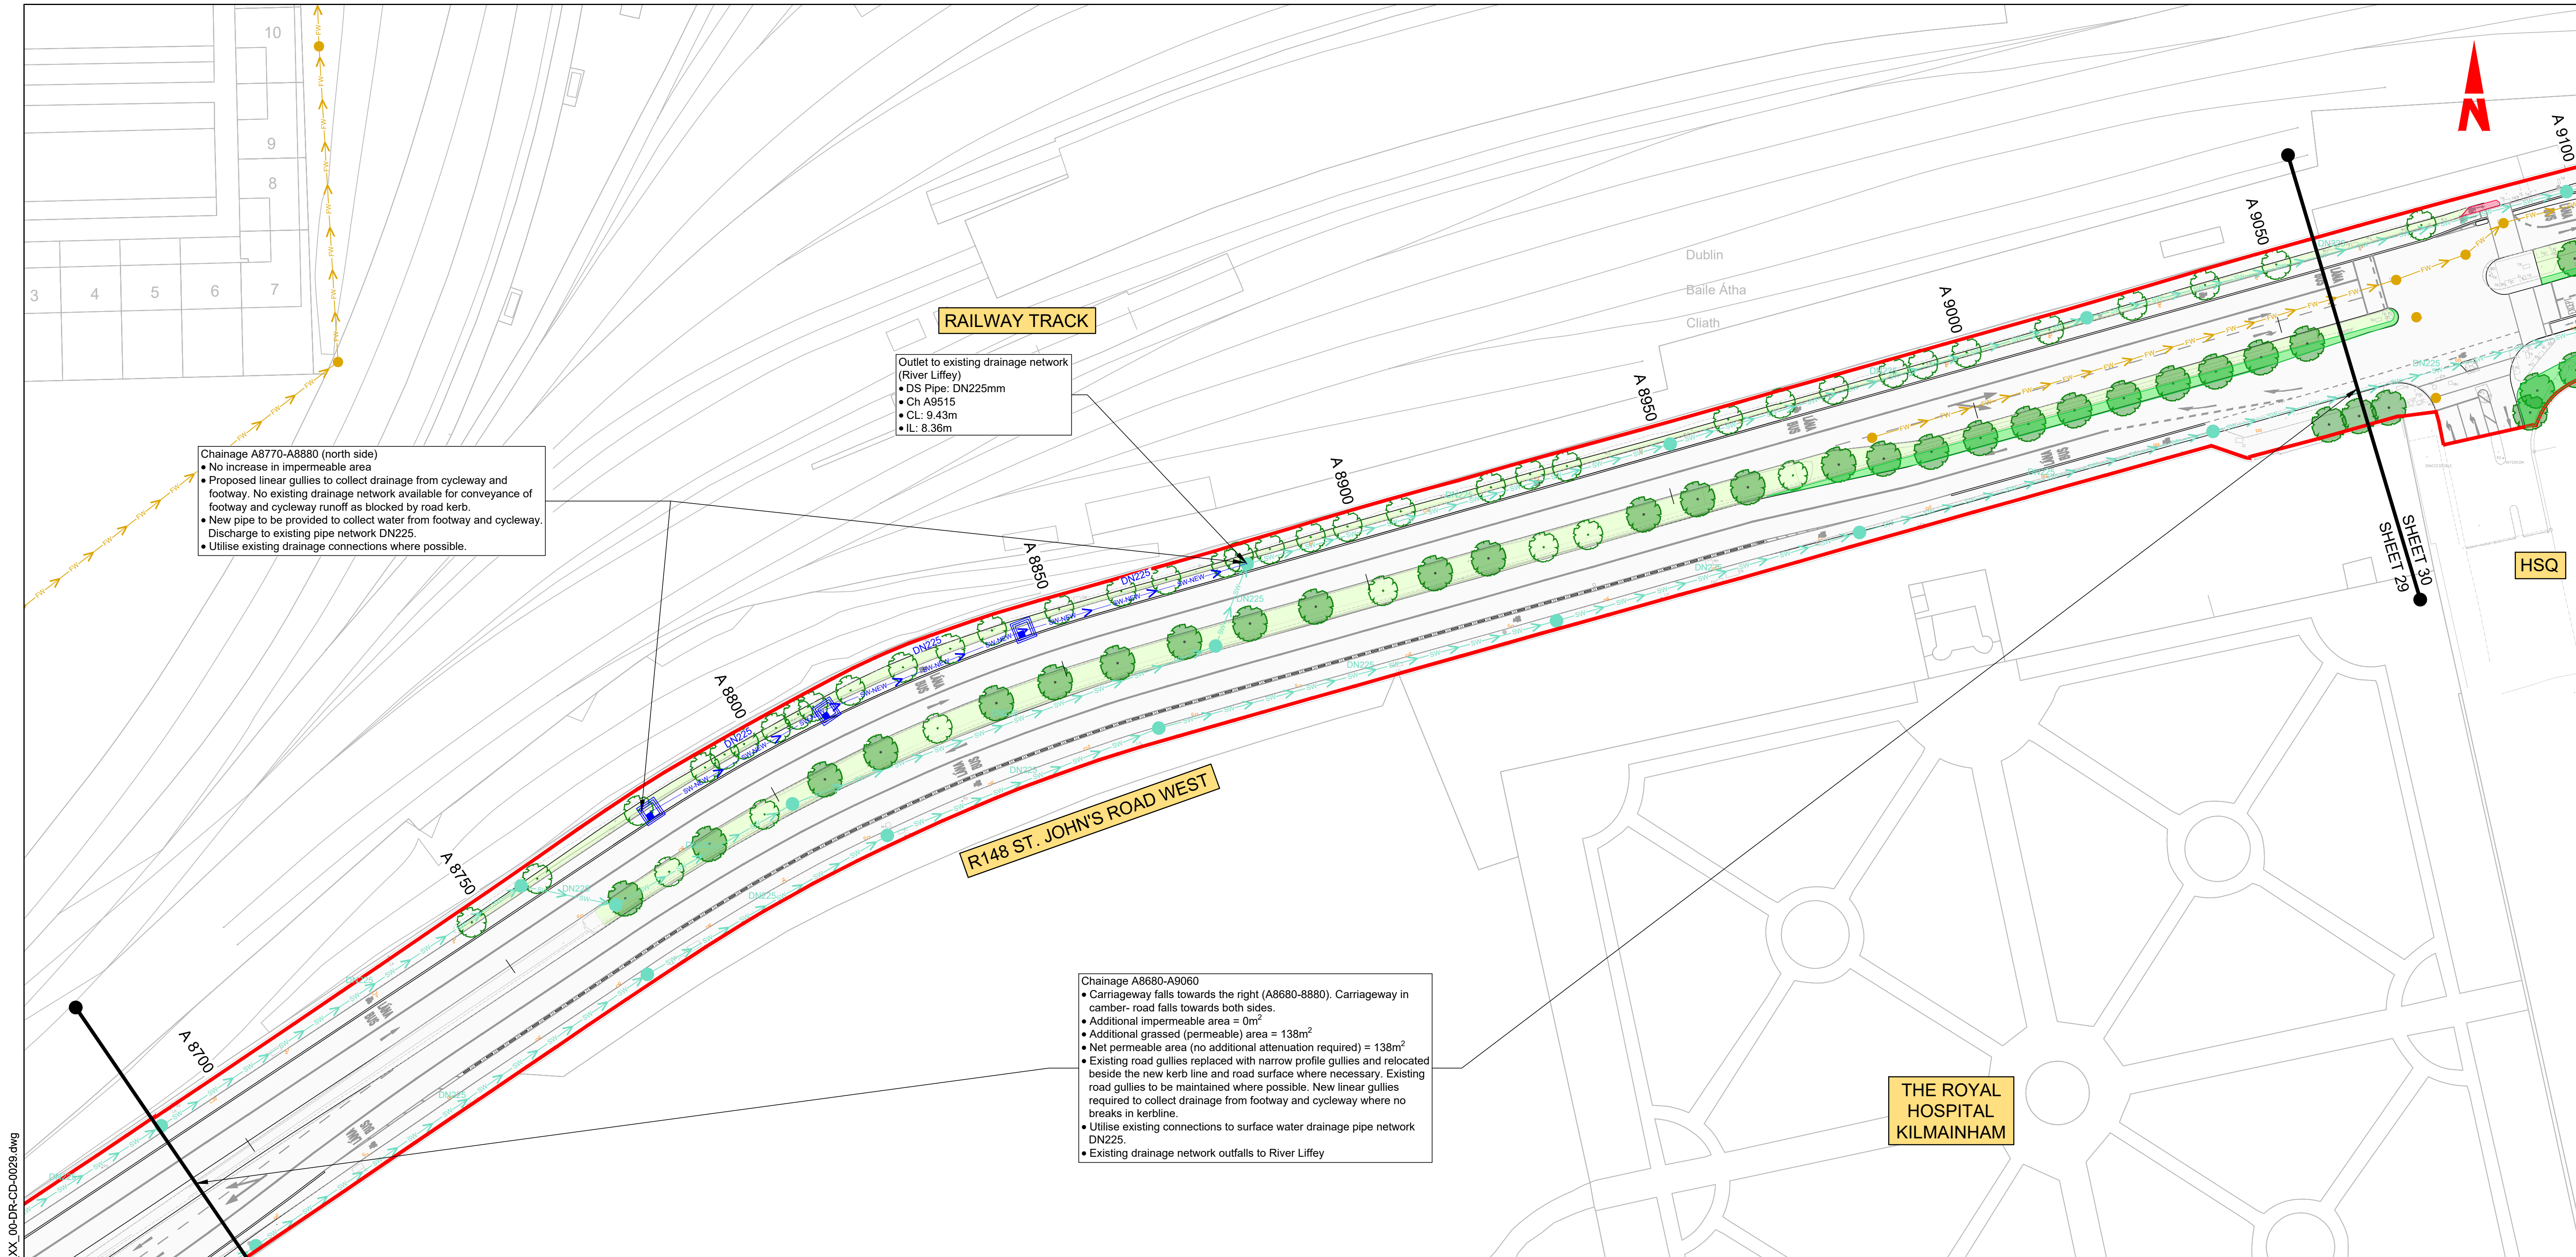 10
9
8
3
4
5
6
7
RAILWAY TRACK
Outlet to existing drainage network
(River Liffey)
• DS Pipe: DN225mm
• Ch A9515
• CL: 9.43m
• IL: 8.36m
Chainage A8770-A8880 (north side)
• No increase in impermeable area
• Proposed linear gullies to collect drainage from cycleway and
footway. No existing drainage network available for conveyance of
footway and cycleway runoff as blocked by road kerb.
• New pipe to be provided to collect water from footway and cycleway.
Discharge to existing pipe network DN225.
• Utilise existing drainage connections where possible.
Dublin
Baile Átha
Cliath
N
A 8700
A 8750
A 8800
A 8850
A 8900
A 8950
A 9000
A 9050
A 9100
SHEET 29
SHEET 30
HSQ
DN225
DN225
DN225
DN225
SW-NEW
SW-NEW
SW-NEW
FW
SW
LÁNA
BUS
R148 ST. JOHN'S ROAD WEST
Chainage A8680-A9060
• Carriageway falls towards the right (A8680-8880). Carriageway in
camber- road falls towards both sides.
• Additional impermeable area = 0m²
• Additional grassed (permeable) area = 138m²
• Net permeable area (no additional attenuation required) = 138m²
• Existing road gullies replaced with narrow profile gullies and relocated
beside the new kerb line and road surface where necessary. Existing
road gullies to be maintained where possible. New linear gullies
required to collect drainage from footway and cycleway where no
breaks in kerbline.
• Utilise existing connections to surface water drainage pipe network
DN225.
• Existing drainage network outfalls to River Liffey
THE ROYAL
HOSPITAL
KILMAINHAM
XX_00-DR-CD-0029.dwg